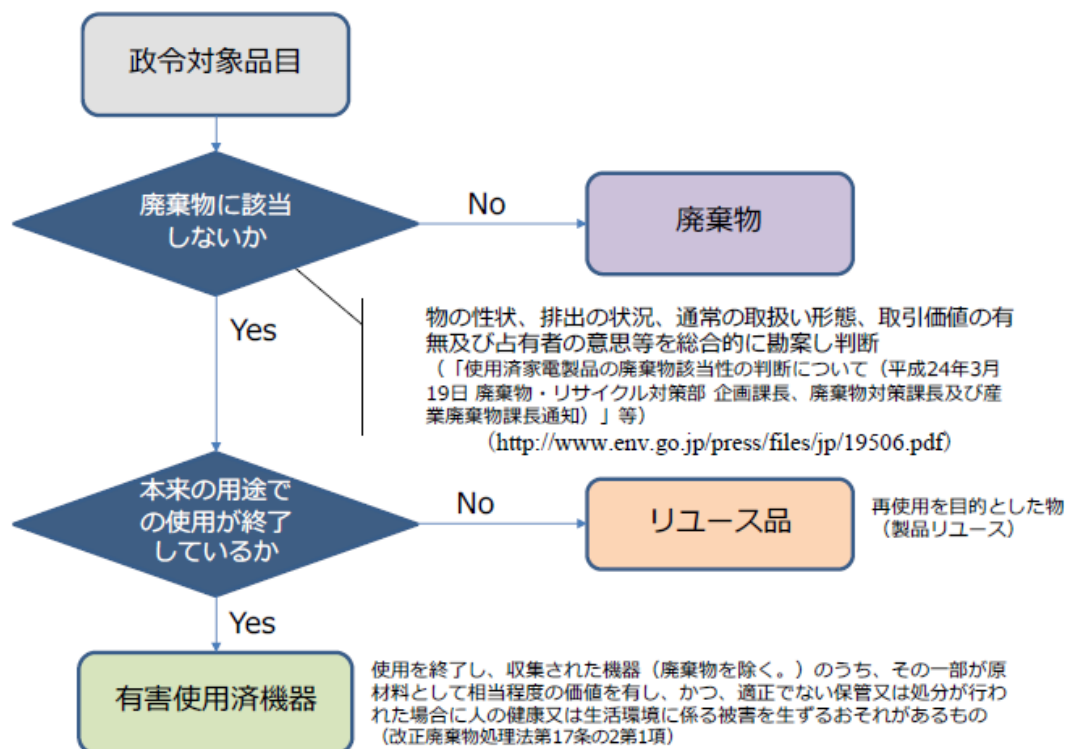 政令対象品目
廃棄物に該当
しないか
No
廃棄物
Yes
物の性状、排出の状況、通常の取扱い形態、取引価値の有
無及び占有者の意思等を総合的に勘案し判断
（「使用済家電製品の廃棄物該当性の判断について（平成24年3月
19日 廃棄物・リサイクル対策部 企画課長、廃棄物対策課長及び産
業廃棄物課長通知）」等）
（http://www.env.go.jp/press/files/jp/19506.pdf）
本来の用途で
の使用が終了
しているか
No
リユース品
再使用を目的とした物
（製品リユース）
Yes
有害使用済機器
使用を終了し、収集された機器（廃棄物を除く。）のうち、その一部が原
材料として相当程度の価値を有し、かつ、適正でない保管又は処分が行わ
れた場合に人の健康又は生活環境に係る被害を生ずるおそれがあるもの
（改正廃棄物処理法第17条の2第1項）